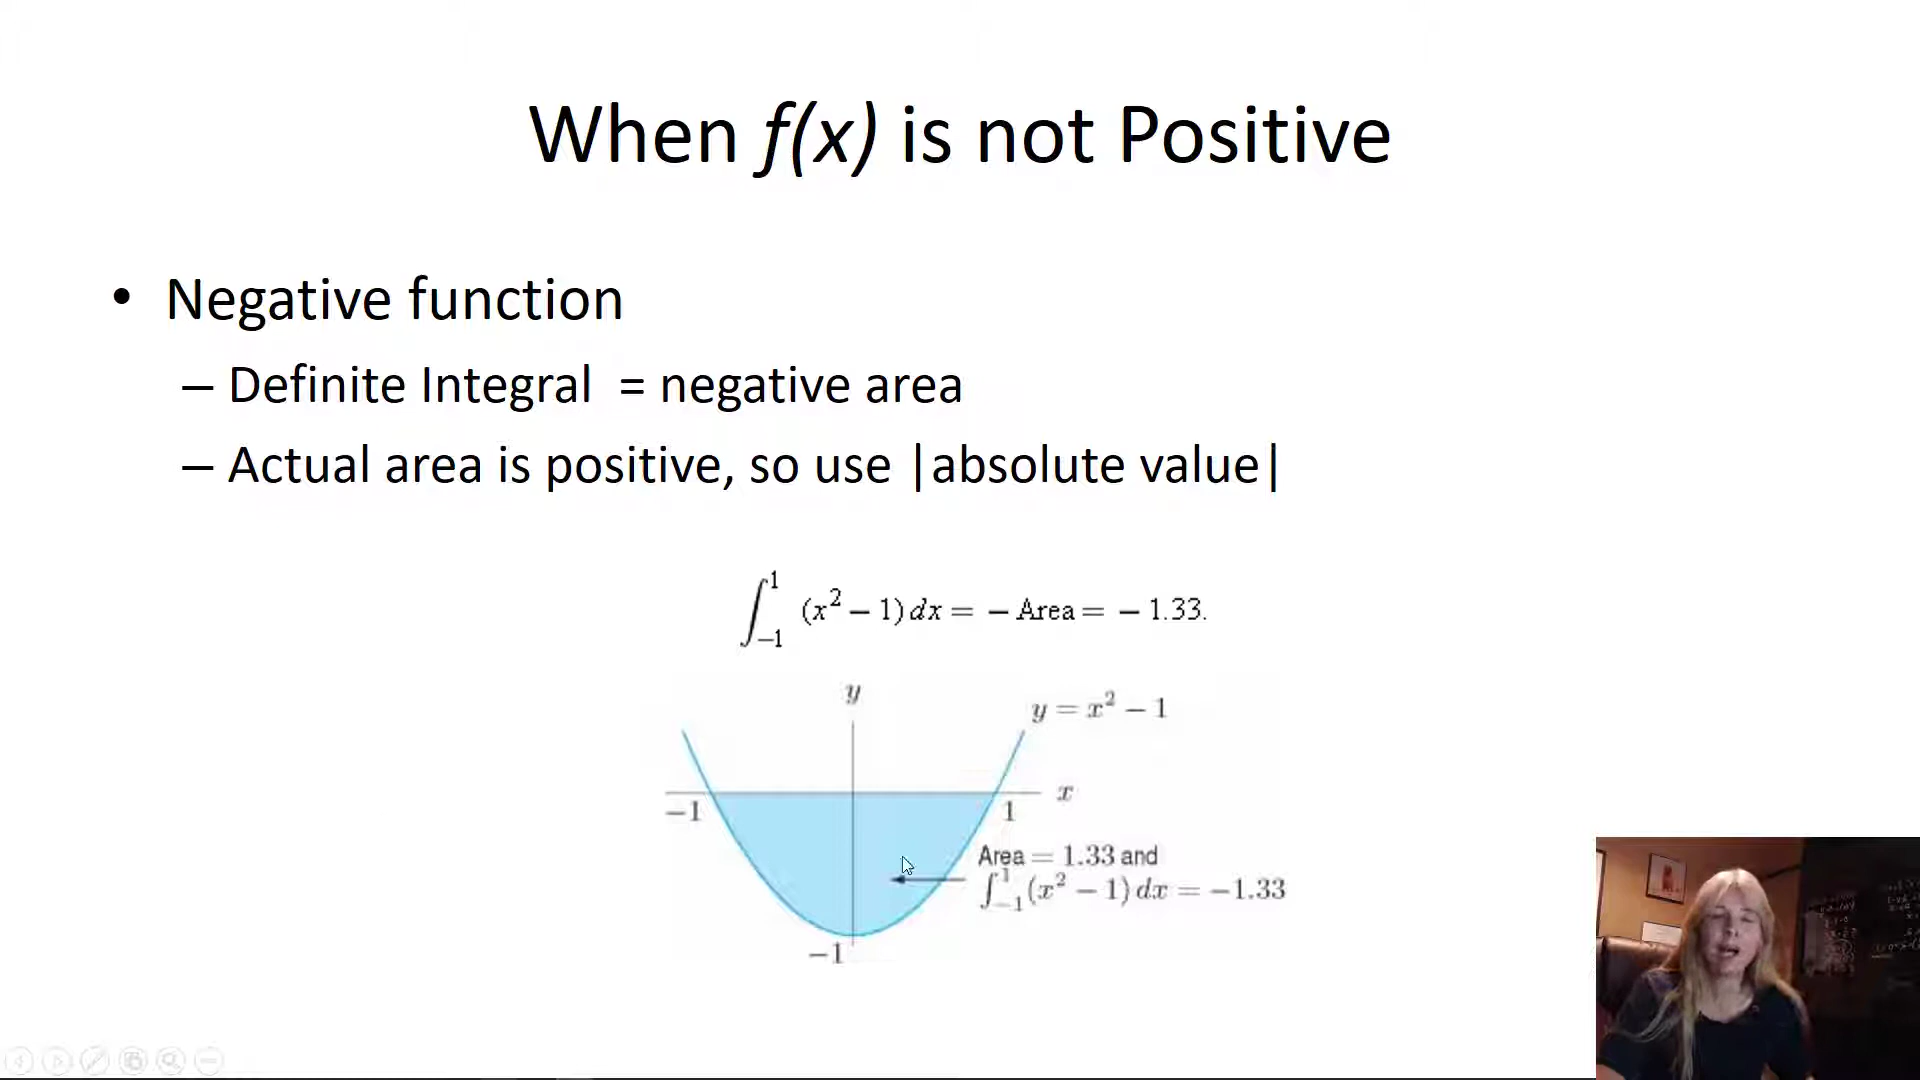 When f(x) is not Positive
• Negative function
– Definite Integral = negative area
– Actual area is positive, so use |absolute value|
∫₋₁¹ (x² − 1) dx = − Area = − 1.33.
y
y = x² − 1
x
−1
1
Area = 1.33 and
∫₋₁¹ (x² − 1) dx = −1.33
−1